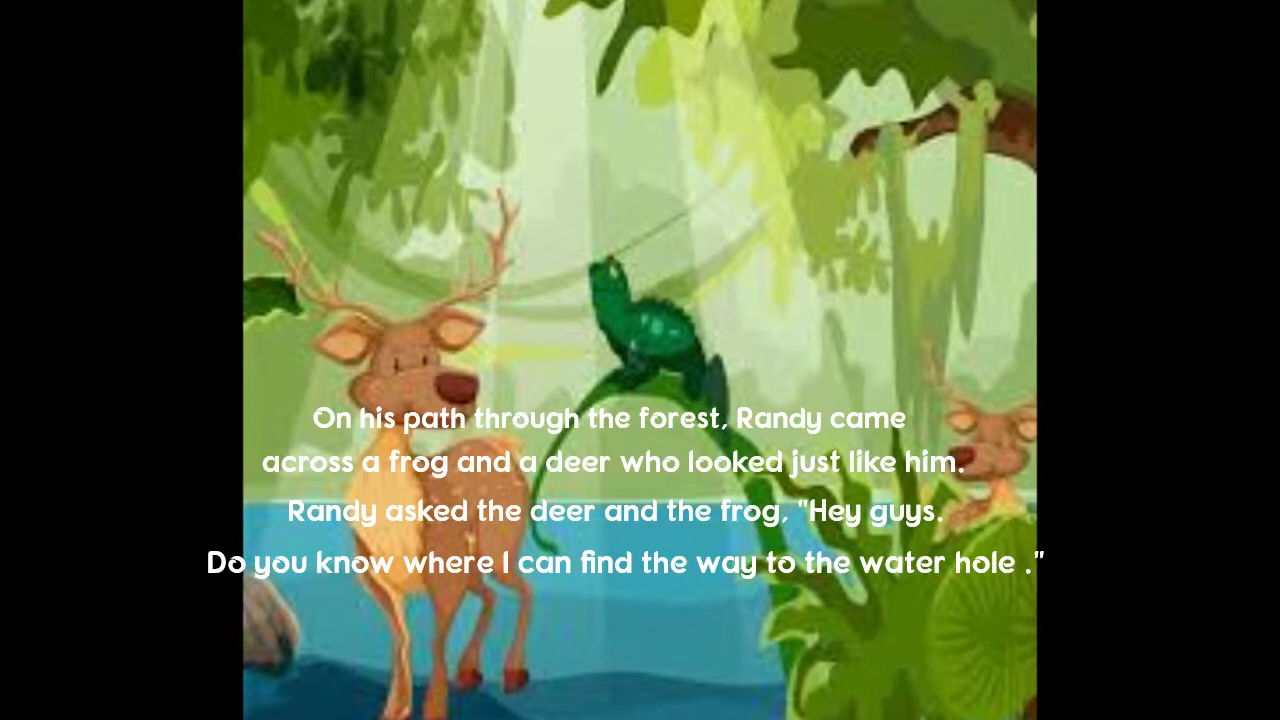 On his path through the forest, Randy came
across a frog and a deer who looked just like him.
Randy asked the deer and the frog, "Hey guys.
Do you know where I can find the way to the water hole ."